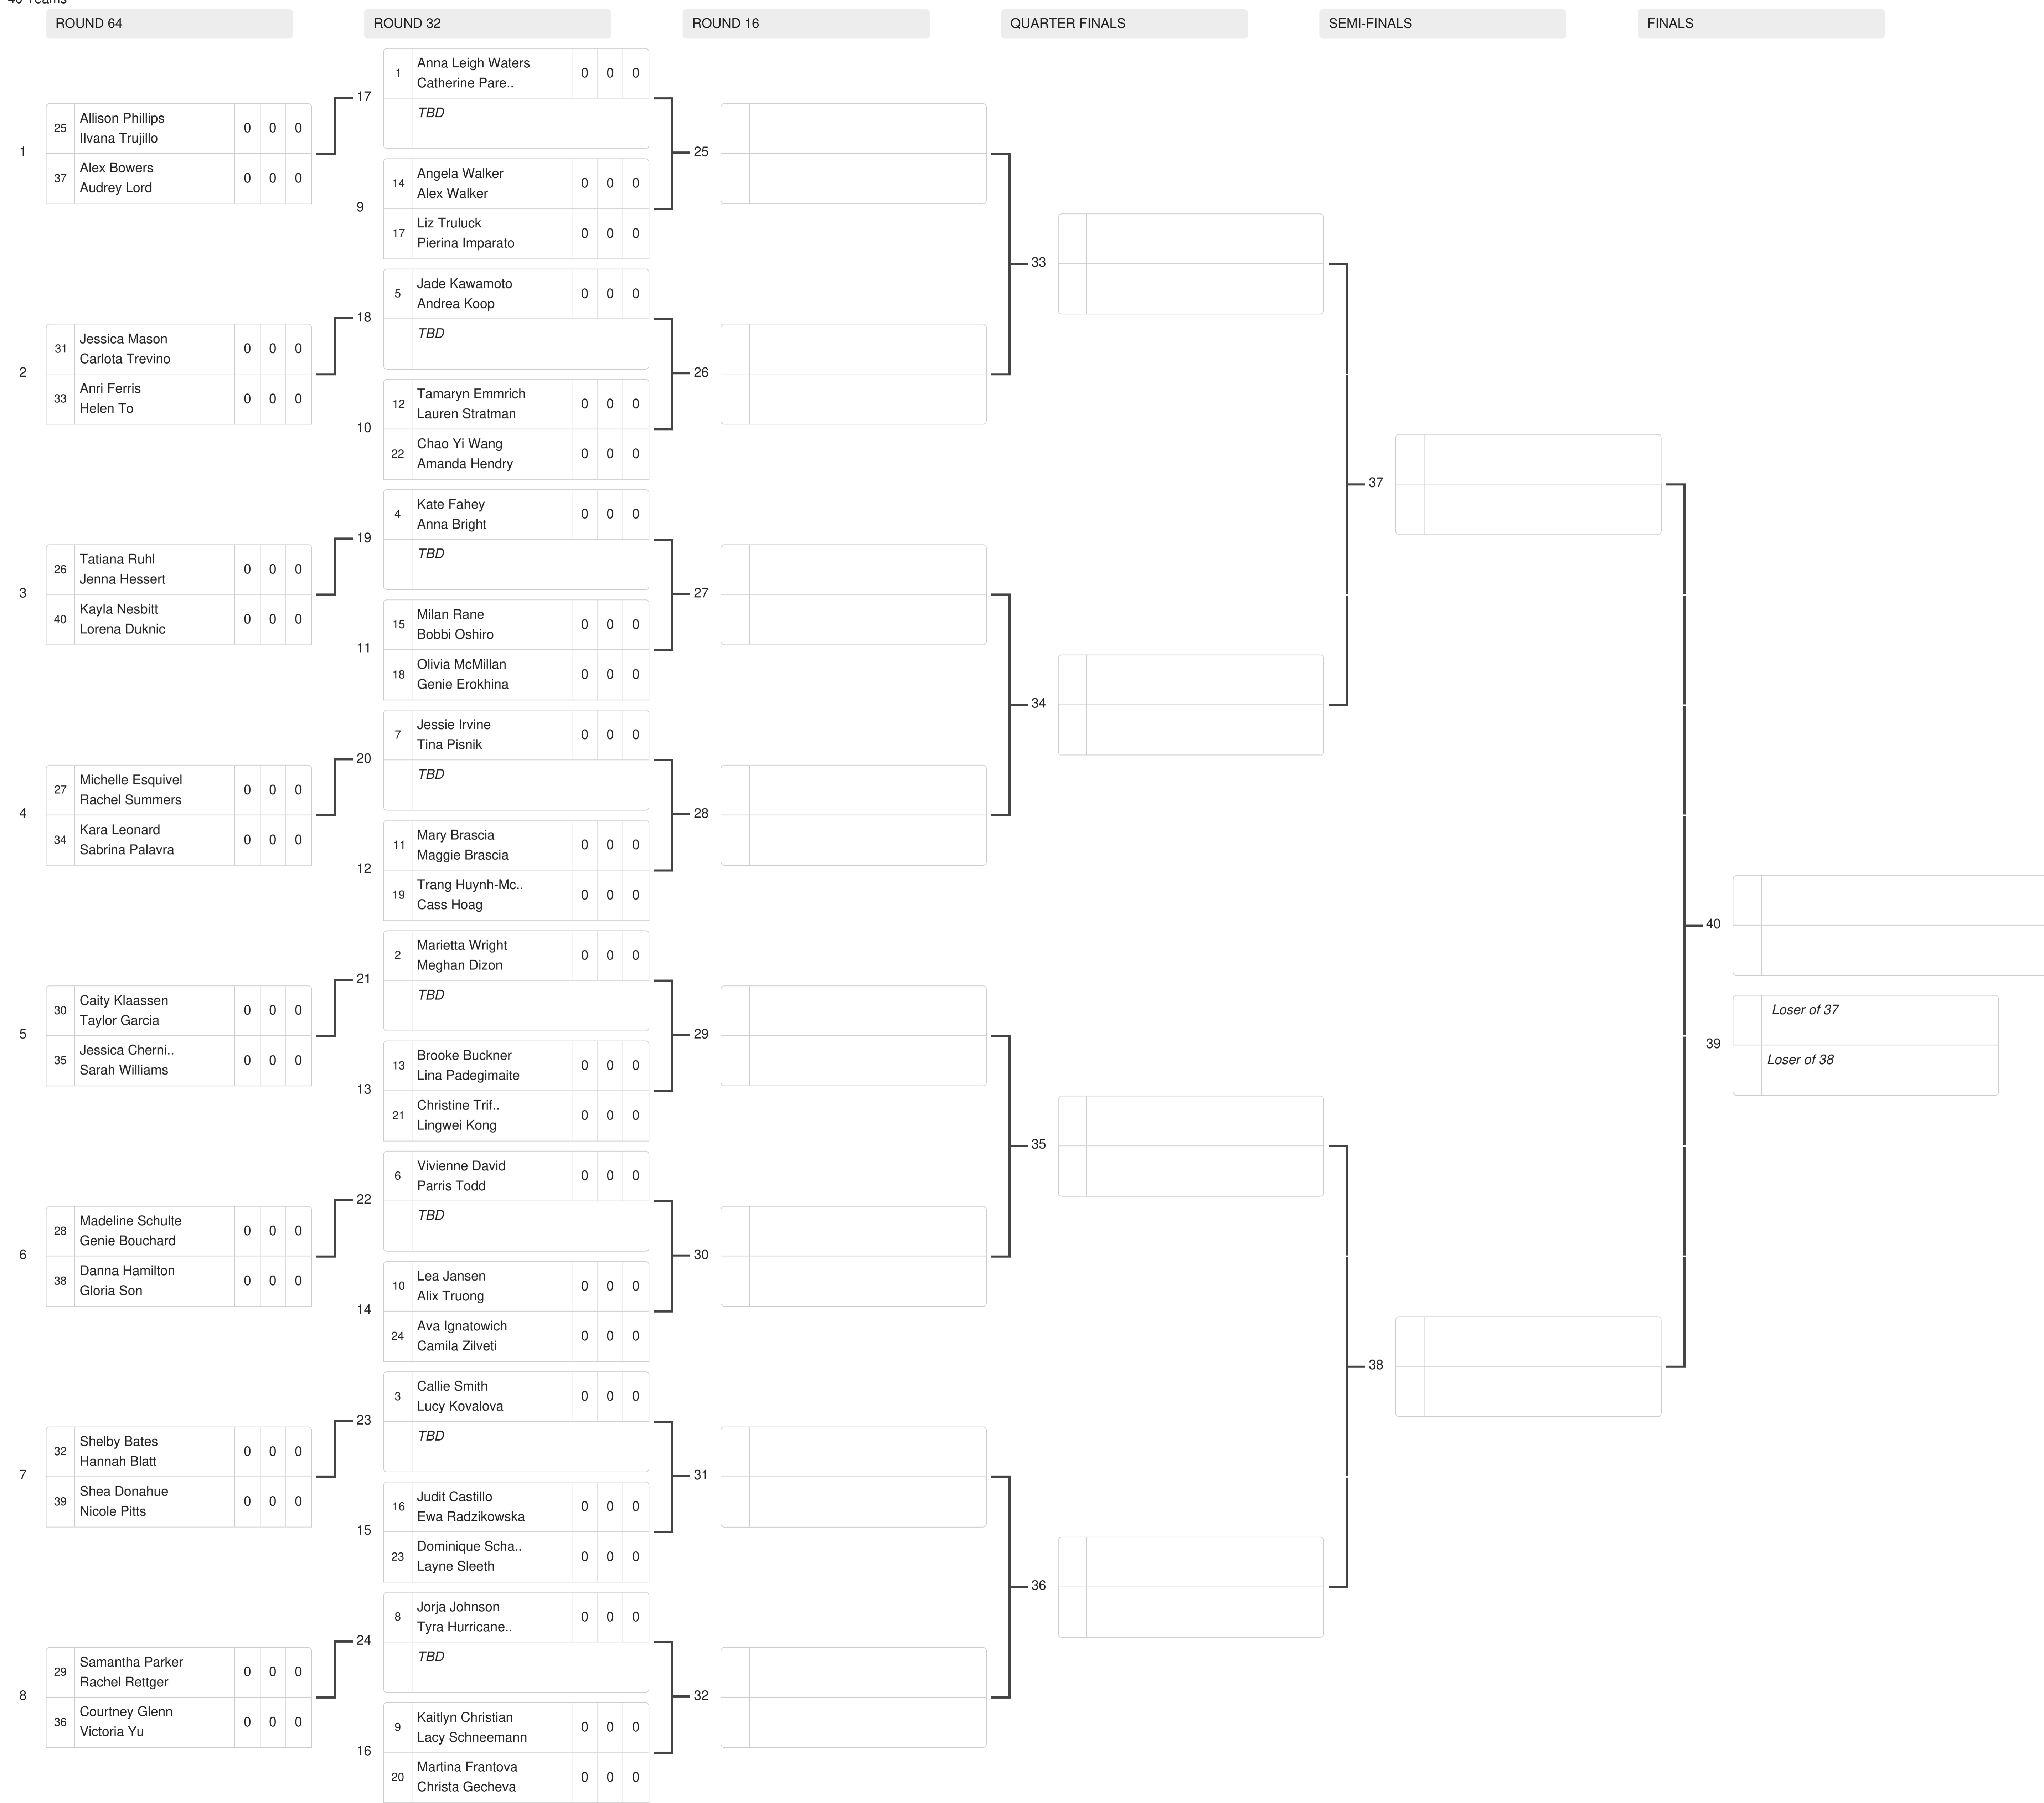 ROUND 64
ROUND 32
ROUND 16
QUARTER FINALS
SEMI-FINALS
FINALS
1
25
Allison Phillips
Ilvana Trujillo
0 0 0
37
Alex Bowers
Audrey Lord
0 0 0
2
31
Jessica Mason
Carlota Trevino
0 0 0
33
Anri Ferris
Helen To
0 0 0
3
26
Tatiana Ruhl
Jenna Hessert
0 0 0
40
Kayla Nesbitt
Lorena Duknic
0 0 0
4
27
Michelle Esquivel
Rachel Summers
0 0 0
34
Kara Leonard
Sabrina Palavra
0 0 0
5
30
Caity Klaassen
Taylor Garcia
0 0 0
35
Jessica Cherni..
Sarah Williams
0 0 0
6
28
Madeline Schulte
Genie Bouchard
0 0 0
38
Danna Hamilton
Gloria Son
0 0 0
7
32
Shelby Bates
Hannah Blatt
0 0 0
39
Shea Donahue
Nicole Pitts
0 0 0
8
29
Samantha Parker
Rachel Rettger
0 0 0
36
Courtney Glenn
Victoria Yu
0 0 0
17
1
Anna Leigh Waters
Catherine Pare..
0 0 0
TBD
9
14
Angela Walker
Alex Walker
0 0 0
17
Liz Truluck
Pierina Imparato
0 0 0
18
5
Jade Kawamoto
Andrea Koop
0 0 0
TBD
10
12
Tamaryn Emmrich
Lauren Stratman
0 0 0
22
Chao Yi Wang
Amanda Hendry
0 0 0
19
4
Kate Fahey
Anna Bright
0 0 0
TBD
11
15
Milan Rane
Bobbi Oshiro
0 0 0
18
Olivia McMillan
Genie Erokhina
0 0 0
20
7
Jessie Irvine
Tina Pisnik
0 0 0
TBD
12
11
Mary Brascia
Maggie Brascia
0 0 0
19
Trang Huynh-Mc..
Cass Hoag
0 0 0
21
2
Marietta Wright
Meghan Dizon
0 0 0
TBD
13
13
Brooke Buckner
Lina Padegimaite
0 0 0
21
Christine Trif..
Lingwei Kong
0 0 0
22
6
Vivienne David
Parris Todd
0 0 0
TBD
14
10
Lea Jansen
Alix Truong
0 0 0
24
Ava Ignatowich
Camila Zilveti
0 0 0
23
3
Callie Smith
Lucy Kovalova
0 0 0
TBD
15
16
Judit Castillo
Ewa Radzikowska
0 0 0
23
Dominique Scha..
Layne Sleeth
0 0 0
24
8
Jorja Johnson
Tyra Hurricane..
0 0 0
TBD
16
9
Kaitlyn Christian
Lacy Schneemann
0 0 0
20
Martina Frantova
Christa Gecheva
0 0 0
25
26
27
28
29
30
31
32
33
34
35
36
37
38
40
39
Loser of 37
Loser of 38